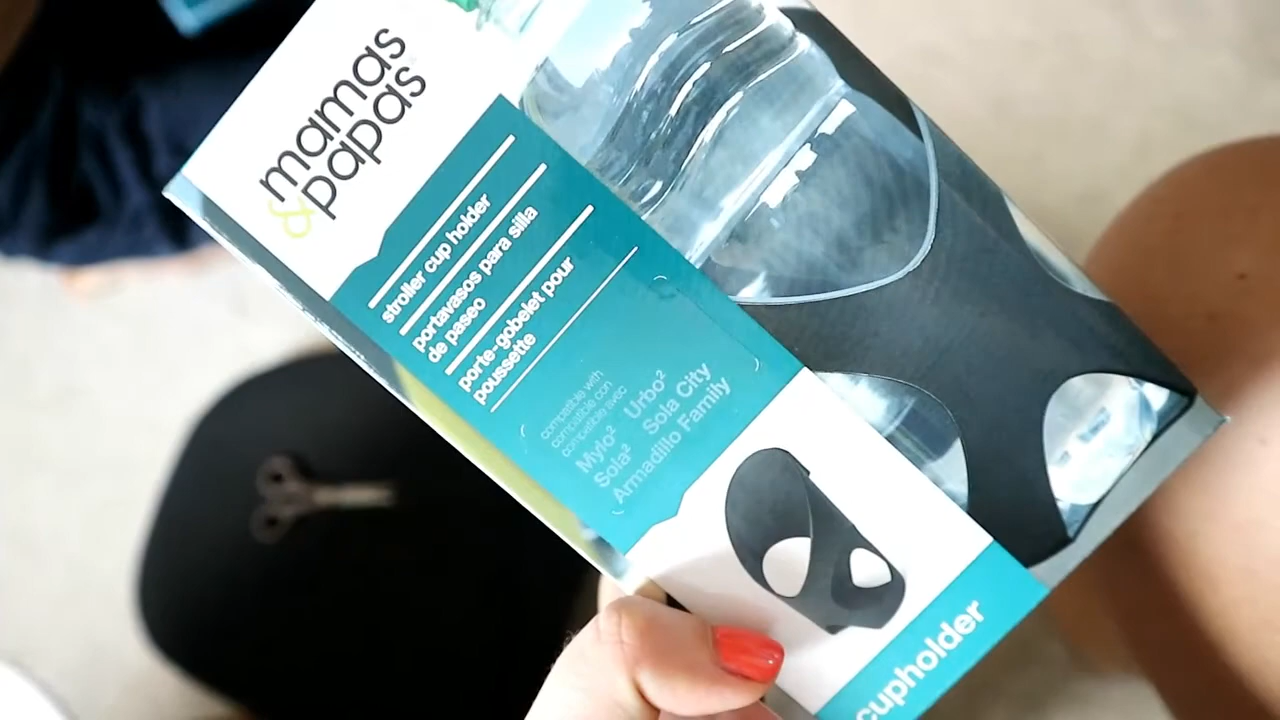 mamas
& papas
stroller cup holder
portavasos para silla
de paseo
porte-gobelet pour
poussette
compatible with
compatible con
compatible avec
Mylo² Urbo²
Sola² Sola City
Armadillo Family
cupholder